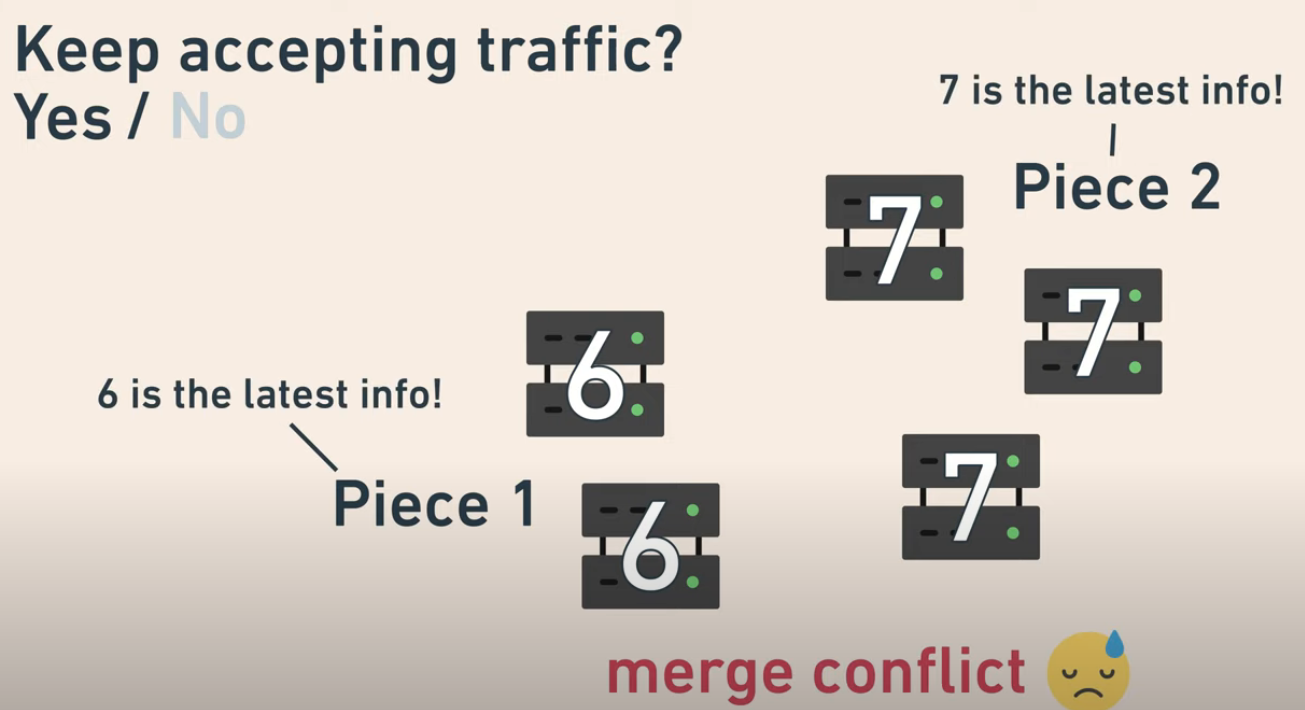 Keep accepting traffic?
Yes / No
7 is the latest info!
Piece 2
7
7
6
6 is the latest info!
Piece 1
7
6
merge conflict